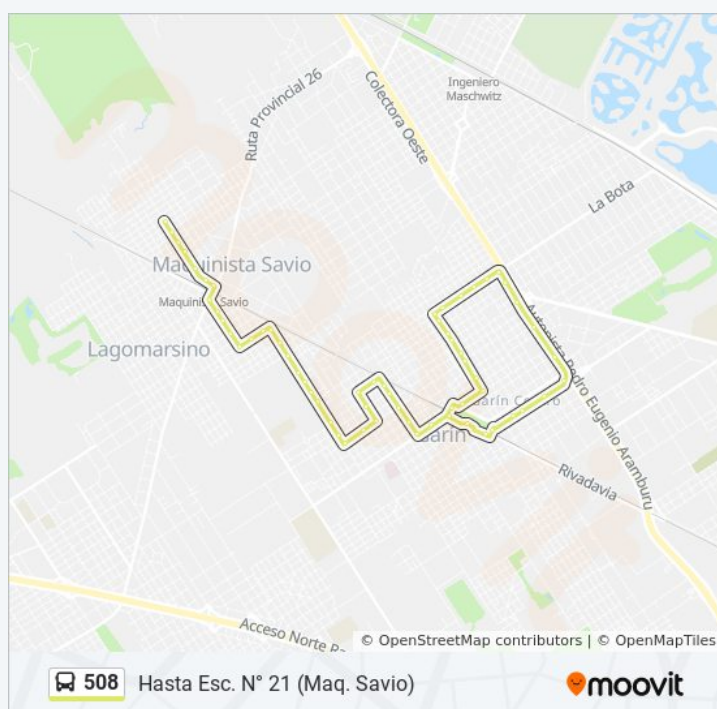 Ruta Provincial 26
Colectora Oeste
Ingeniero
Maschwitz
La Bota
Maquinista Savio
Maquinista Savio
Lagomarsino
Autopista Pedro Eugenio Aramburu
Garín Centro
Garín
Rivadavia
Acceso Norte Ra
© OpenStreetMap contributors | © OpenMapTiles
508 Hasta Esc. N° 21 (Maq. Savio)
moovit